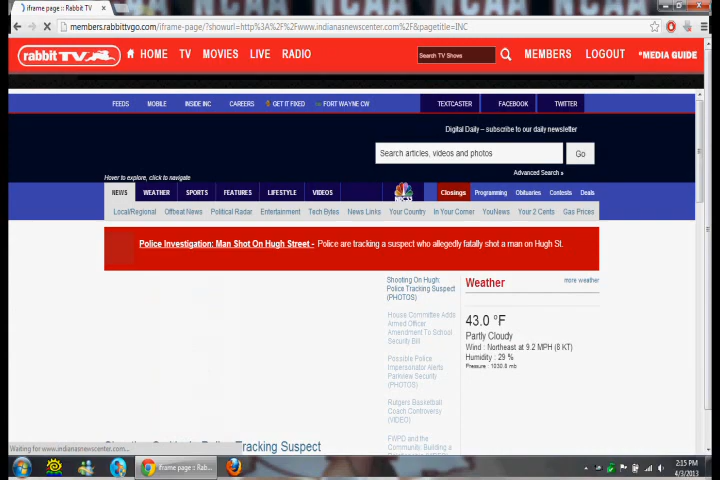 iframe page :: Rabbit TV
members.rabbittvgo.com/iframe-page/?showurl=http%3A%2F%2Fwww.indianasnewscenter.com%2F&pagetitle=INC
rabbitTV HOME TV MOVIES LIVE RADIO Search TV Shows MEMBERS LOGOUT *MEDIA GUIDE
FEEDS MOBILE INSIDE INC CAREERS GET IT FIXED FORT WAYNE CW TEXTCASTER FACEBOOK TWITTER
Digital Daily – subscribe to our daily newsletter
Search articles, videos and photos Go
Advanced Search »
Hover to explore, click to navigate
NEWS WEATHER SPORTS FEATURES LIFESTYLE VIDEOS Closings Programming Obituaries Contests Deals
Local/Regional Offbeat News Political Radar Entertainment Tech Bytes News Links Your Country In Your Corner YouNews Your 2 Cents Gas Prices
Police Investigation: Man Shot On Hugh Street - Police are tracking a suspect who allegedly fatally shot a man on Hugh St.
Shooting On Hugh:
Police Tracking Suspect
(PHOTOS)
House Committee Adds
Armed Officer
Amendment To School
Security Bill
Possible Police
Impersonator Alerts
Parkview Security
(PHOTOS)
Rutgers Basketball
Coach Controversy
(VIDEO)
FWPD and the
Community: Building a
Weather more weather
43.0 °F
Partly Cloudy
Wind : Northeast at 9.2 MPH (8 KT)
Humidity : 29 %
Pressure : 1030.8 mb
Tracking Suspect
Waiting for www.indianasnewscenter.com...
iframe page :: Rab...
2:15 PM
4/3/2013